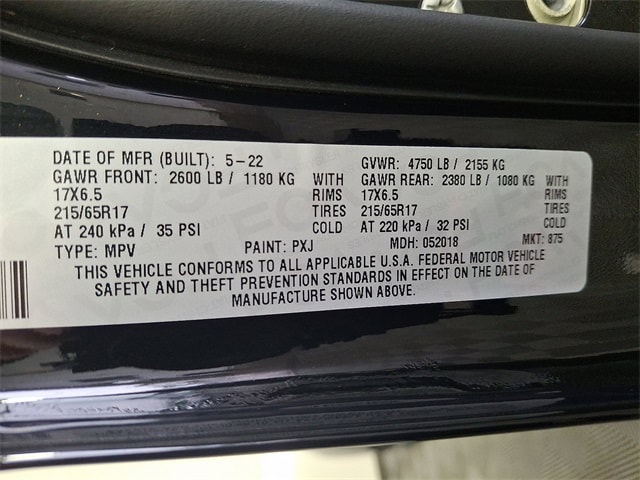 DATE OF MFR (BUILT): 5-22 GVWR: 4750 LB / 2155 KG
GAWR FRONT: 2600 LB / 1180 KG WITH GAWR REAR: 2380 LB / 1080 KG WITH
17X6.5 RIMS 17X6.5 RIMS
215/65R17 TIRES 215/65R17 TIRES
AT 240 kPa / 35 PSI COLD AT 220 kPa / 32 PSI COLD
TYPE: MPV PAINT: PXJ MDH: 052018 MKT: 875
THIS VEHICLE CONFORMS TO ALL APPLICABLE U.S.A. FEDERAL MOTOR VEHICLE
SAFETY AND THEFT PREVENTION STANDARDS IN EFFECT ON THE DATE OF
MANUFACTURE SHOWN ABOVE.